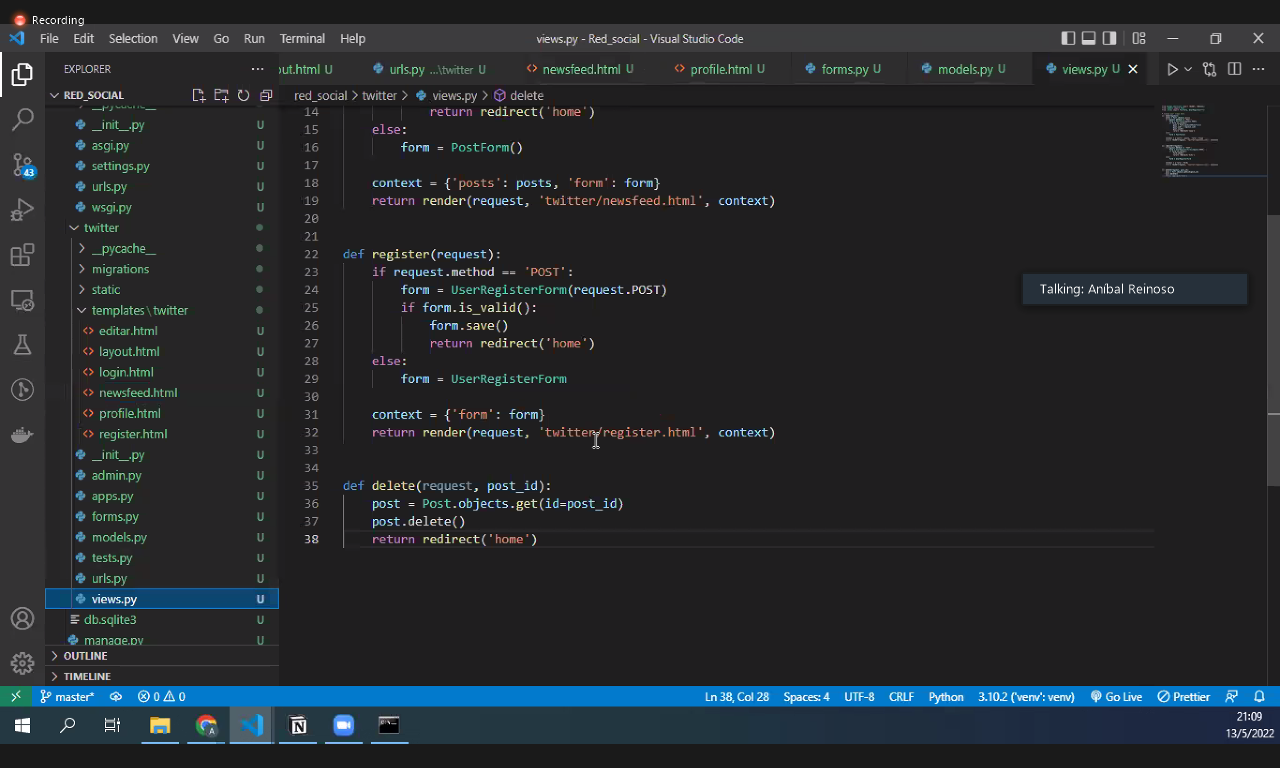 Recording
File Edit Selection View Go Run Terminal Help
views.py - Red_social - Visual Studio Code
EXPLORER
out.html U
urls.py ...\twitter U
newsfeed.html U
profile.html U
forms.py U
models.py U
views.py U
RED_SOCIAL
red_social > twitter > views.py > delete
__pycache__
__init__.py U
asgi.py U
settings.py U
urls.py U
wsgi.py U
twitter
__pycache__
migrations
static
templates \ twitter
editar.html U
layout.html U
login.html U
newsfeed.html U
profile.html U
register.html U
__init__.py U
admin.py U
apps.py U
forms.py U
models.py U
tests.py U
urls.py U
views.py U
db.sqlite3 U
manage.py U
OUTLINE
TIMELINE
43
14 return redirect('home')
15 else:
16 form = PostForm()
17
18 context = {'posts': posts, 'form': form}
19 return render(request, 'twitter/newsfeed.html', context)
20
21
22 def register(request):
23 if request.method == 'POST':
24 form = UserRegisterForm(request.POST)
25 if form.is_valid():
26 form.save()
27 return redirect('home')
28 else:
29 form = UserRegisterForm
30
31 context = {'form': form}
32 return render(request, 'twitter/register.html', context)
33
34
35 def delete(request, post_id):
36 post = Post.objects.get(id=post_id)
37 post.delete()
38 return redirect('home')
Talking: Aníbal Reinoso
master* 0 0 Ln 38, Col 28 Spaces: 4 UTF-8 CRLF Python 3.10.2 ('venv': venv) Go Live Prettier
21:09
13/5/2022